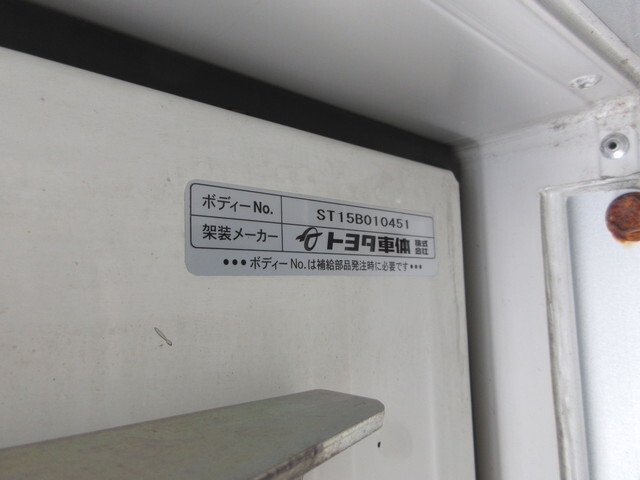 ボディーNo. ST15B010451
架装メーカー トヨタ車体 株式会社
•••ボディーNo.は補給部品発注時に必要です•••